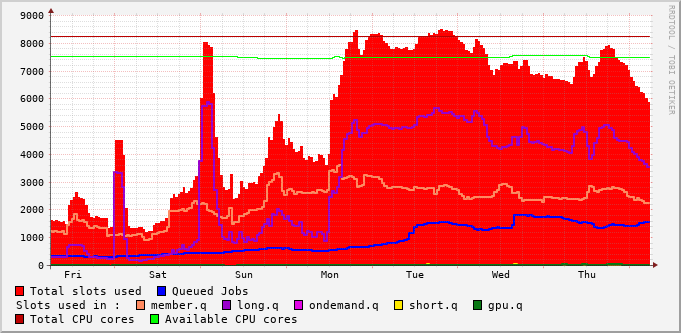 9000
8000
7000
6000
5000
4000
3000
2000
1000
0
Fri Sat Sun Mon Tue Wed Thu
RRDTOOL / TOBI OETIKER
Total slots used Queued Jobs
Slots used in : member.q long.q ondemand.q short.q gpu.q
Total CPU cores Available CPU cores